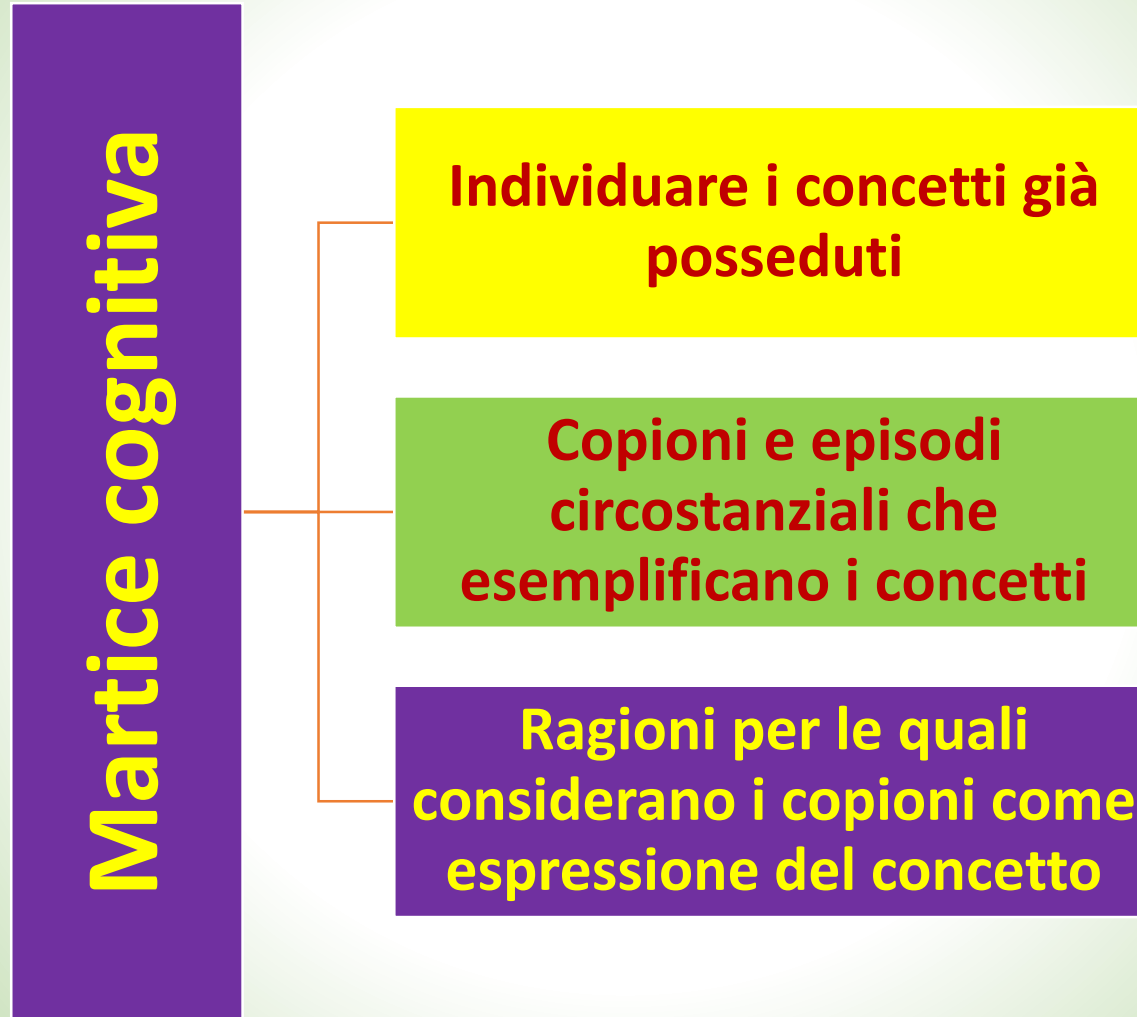 Martice cognitiva
Individuare i concetti già
posseduti
Copioni e episodi
circostanziali che
esemplificano i concetti
Ragioni per le quali
considerano i copioni come
espressione del concetto